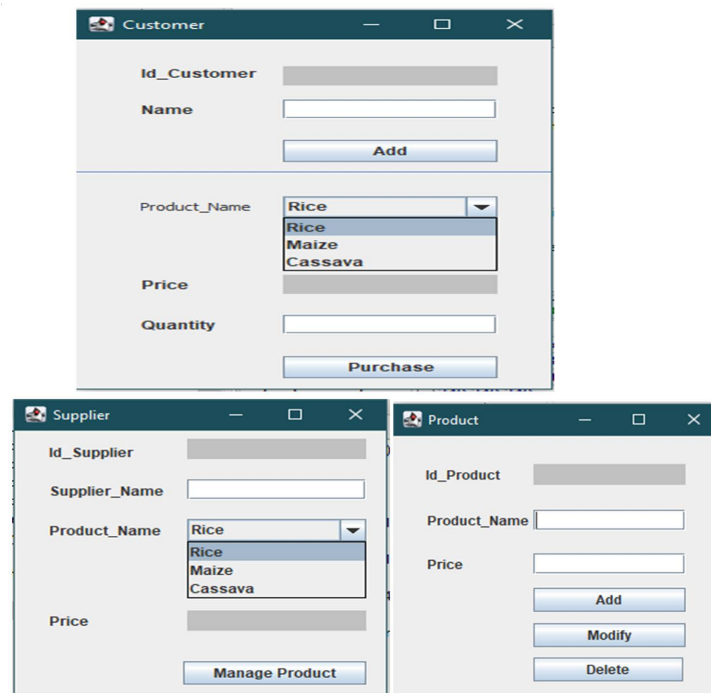 Customer
Id_Customer
Name
Add
Product_Name Rice
Rice
Maize
Cassava
Price
Quantity
Purchase
Supplier
Id_Supplier
Supplier_Name
Product_Name Rice
Rice
Maize
Cassava
Price
Manage Product
Product
Id_Product
Product_Name
Price
Add
Modify
Delete